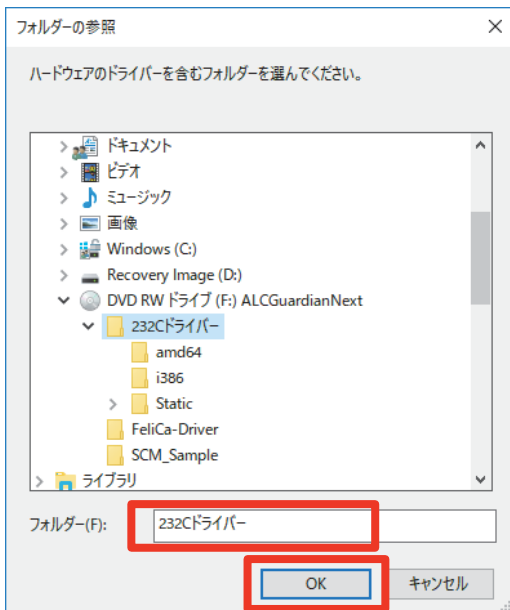 フォルダーの参照
ハードウェアのドライバーを含むフォルダーを選んでください。
ドキュメント
ビデオ
ミュージック
画像
Windows (C:)
Recovery Image (D:)
DVD RW ドライブ (F:) ALCGuardianNext
232Cドライバー
amd64
i386
Static
FeliCa-Driver
SCM_Sample
ライブラリ
フォルダー(F): 232Cドライバー
OK キャンセル